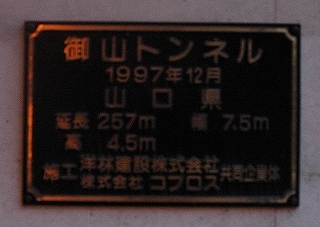 御山トンネル
1997年12月
山口県
延長 257m 幅 7.5m
高 4.5m
施工 洋林建設株式会社 共同企業体
株式会社 コプロス